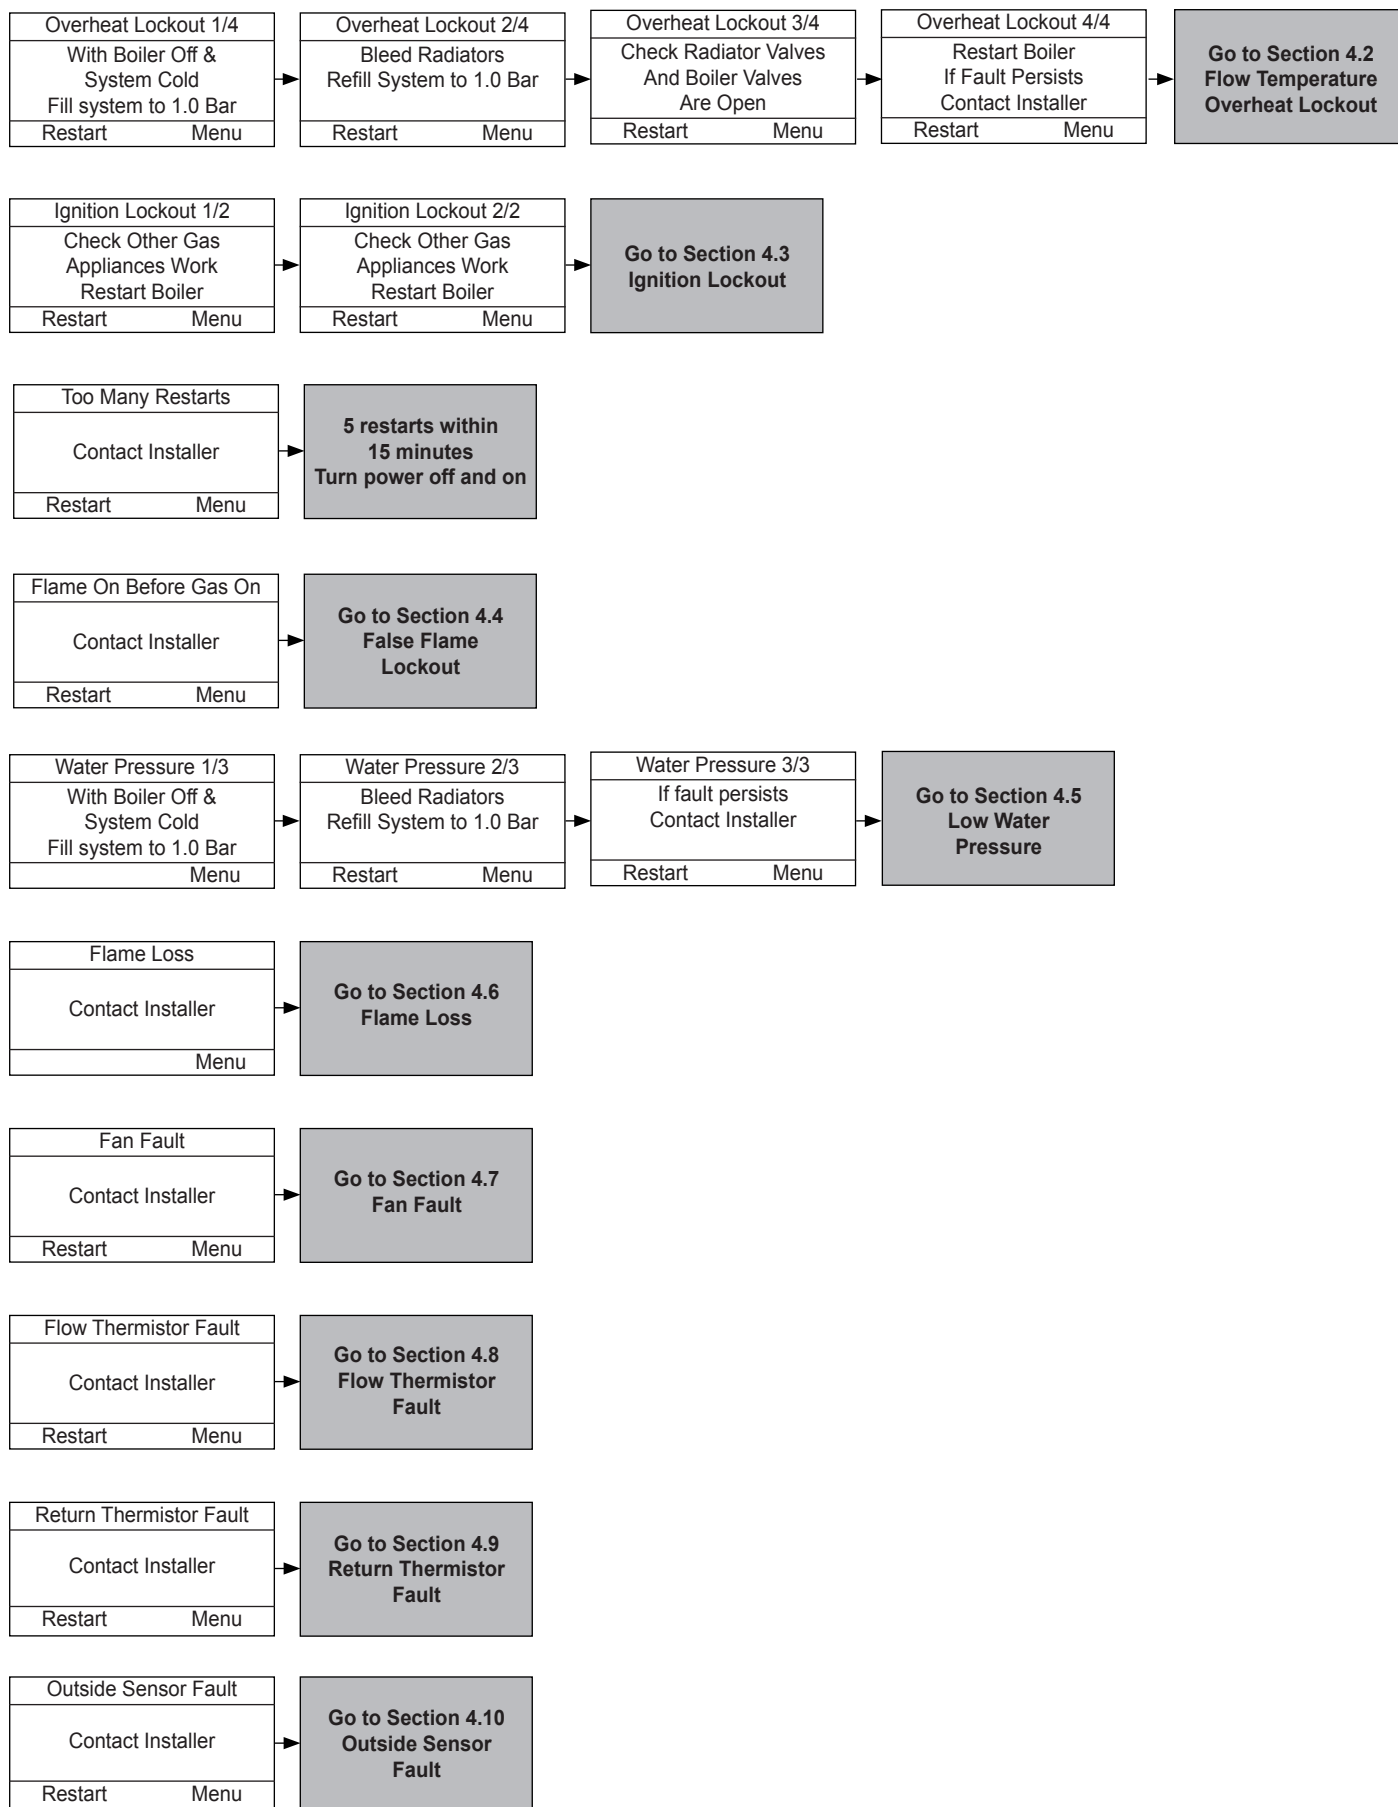 Overheat Lockout 1/4
With Boiler Off &
System Cold
Fill system to 1.0 Bar
Restart Menu
Overheat Lockout 2/4
Bleed Radiators
Refill System to 1.0 Bar
Restart Menu
Overheat Lockout 3/4
Check Radiator Valves
And Boiler Valves
Are Open
Restart Menu
Overheat Lockout 4/4
Restart Boiler
If Fault Persists
Contact Installer
Restart Menu
Go to Section 4.2
Flow Temperature
Overheat Lockout
Ignition Lockout 1/2
Check Other Gas
Appliances Work
Restart Boiler
Restart Menu
Ignition Lockout 2/2
Check Other Gas
Appliances Work
Restart Boiler
Restart Menu
Go to Section 4.3
Ignition Lockout
Too Many Restarts
Contact Installer
Restart Menu
5 restarts within
15 minutes
Turn power off and on
Flame On Before Gas On
Contact Installer
Restart Menu
Go to Section 4.4
False Flame
Lockout
Water Pressure 1/3
With Boiler Off &
System Cold
Fill system to 1.0 Bar
Menu
Water Pressure 2/3
Bleed Radiators
Refill System to 1.0 Bar
Restart Menu
Water Pressure 3/3
If fault persists
Contact Installer
Restart Menu
Go to Section 4.5
Low Water
Pressure
Flame Loss
Contact Installer
Menu
Go to Section 4.6
Flame Loss
Fan Fault
Contact Installer
Restart Menu
Go to Section 4.7
Fan Fault
Flow Thermistor Fault
Contact Installer
Restart Menu
Go to Section 4.8
Flow Thermistor
Fault
Return Thermistor Fault
Contact Installer
Restart Menu
Go to Section 4.9
Return Thermistor
Fault
Outside Sensor Fault
Contact Installer
Restart Menu
Go to Section 4.10
Outside Sensor
Fault